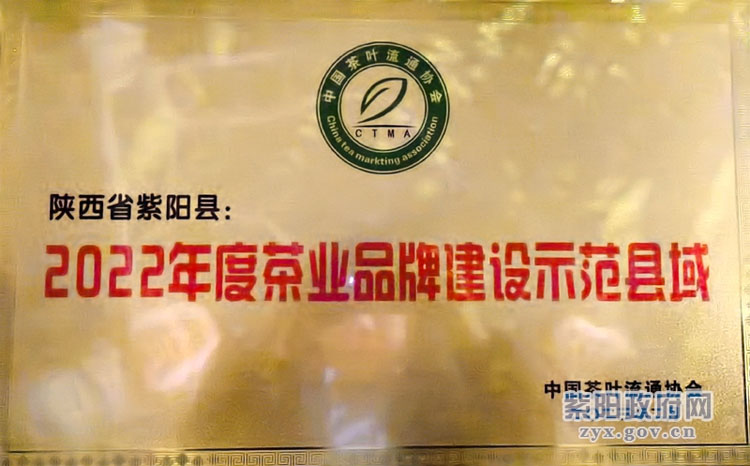 中国茶叶流通协会
CTMA
China tea markting association
陕西省紫阳县：
2022年度茶业品牌建设示范县域
中国茶叶流通协会
紫阳政府网
zyx.gov.cn